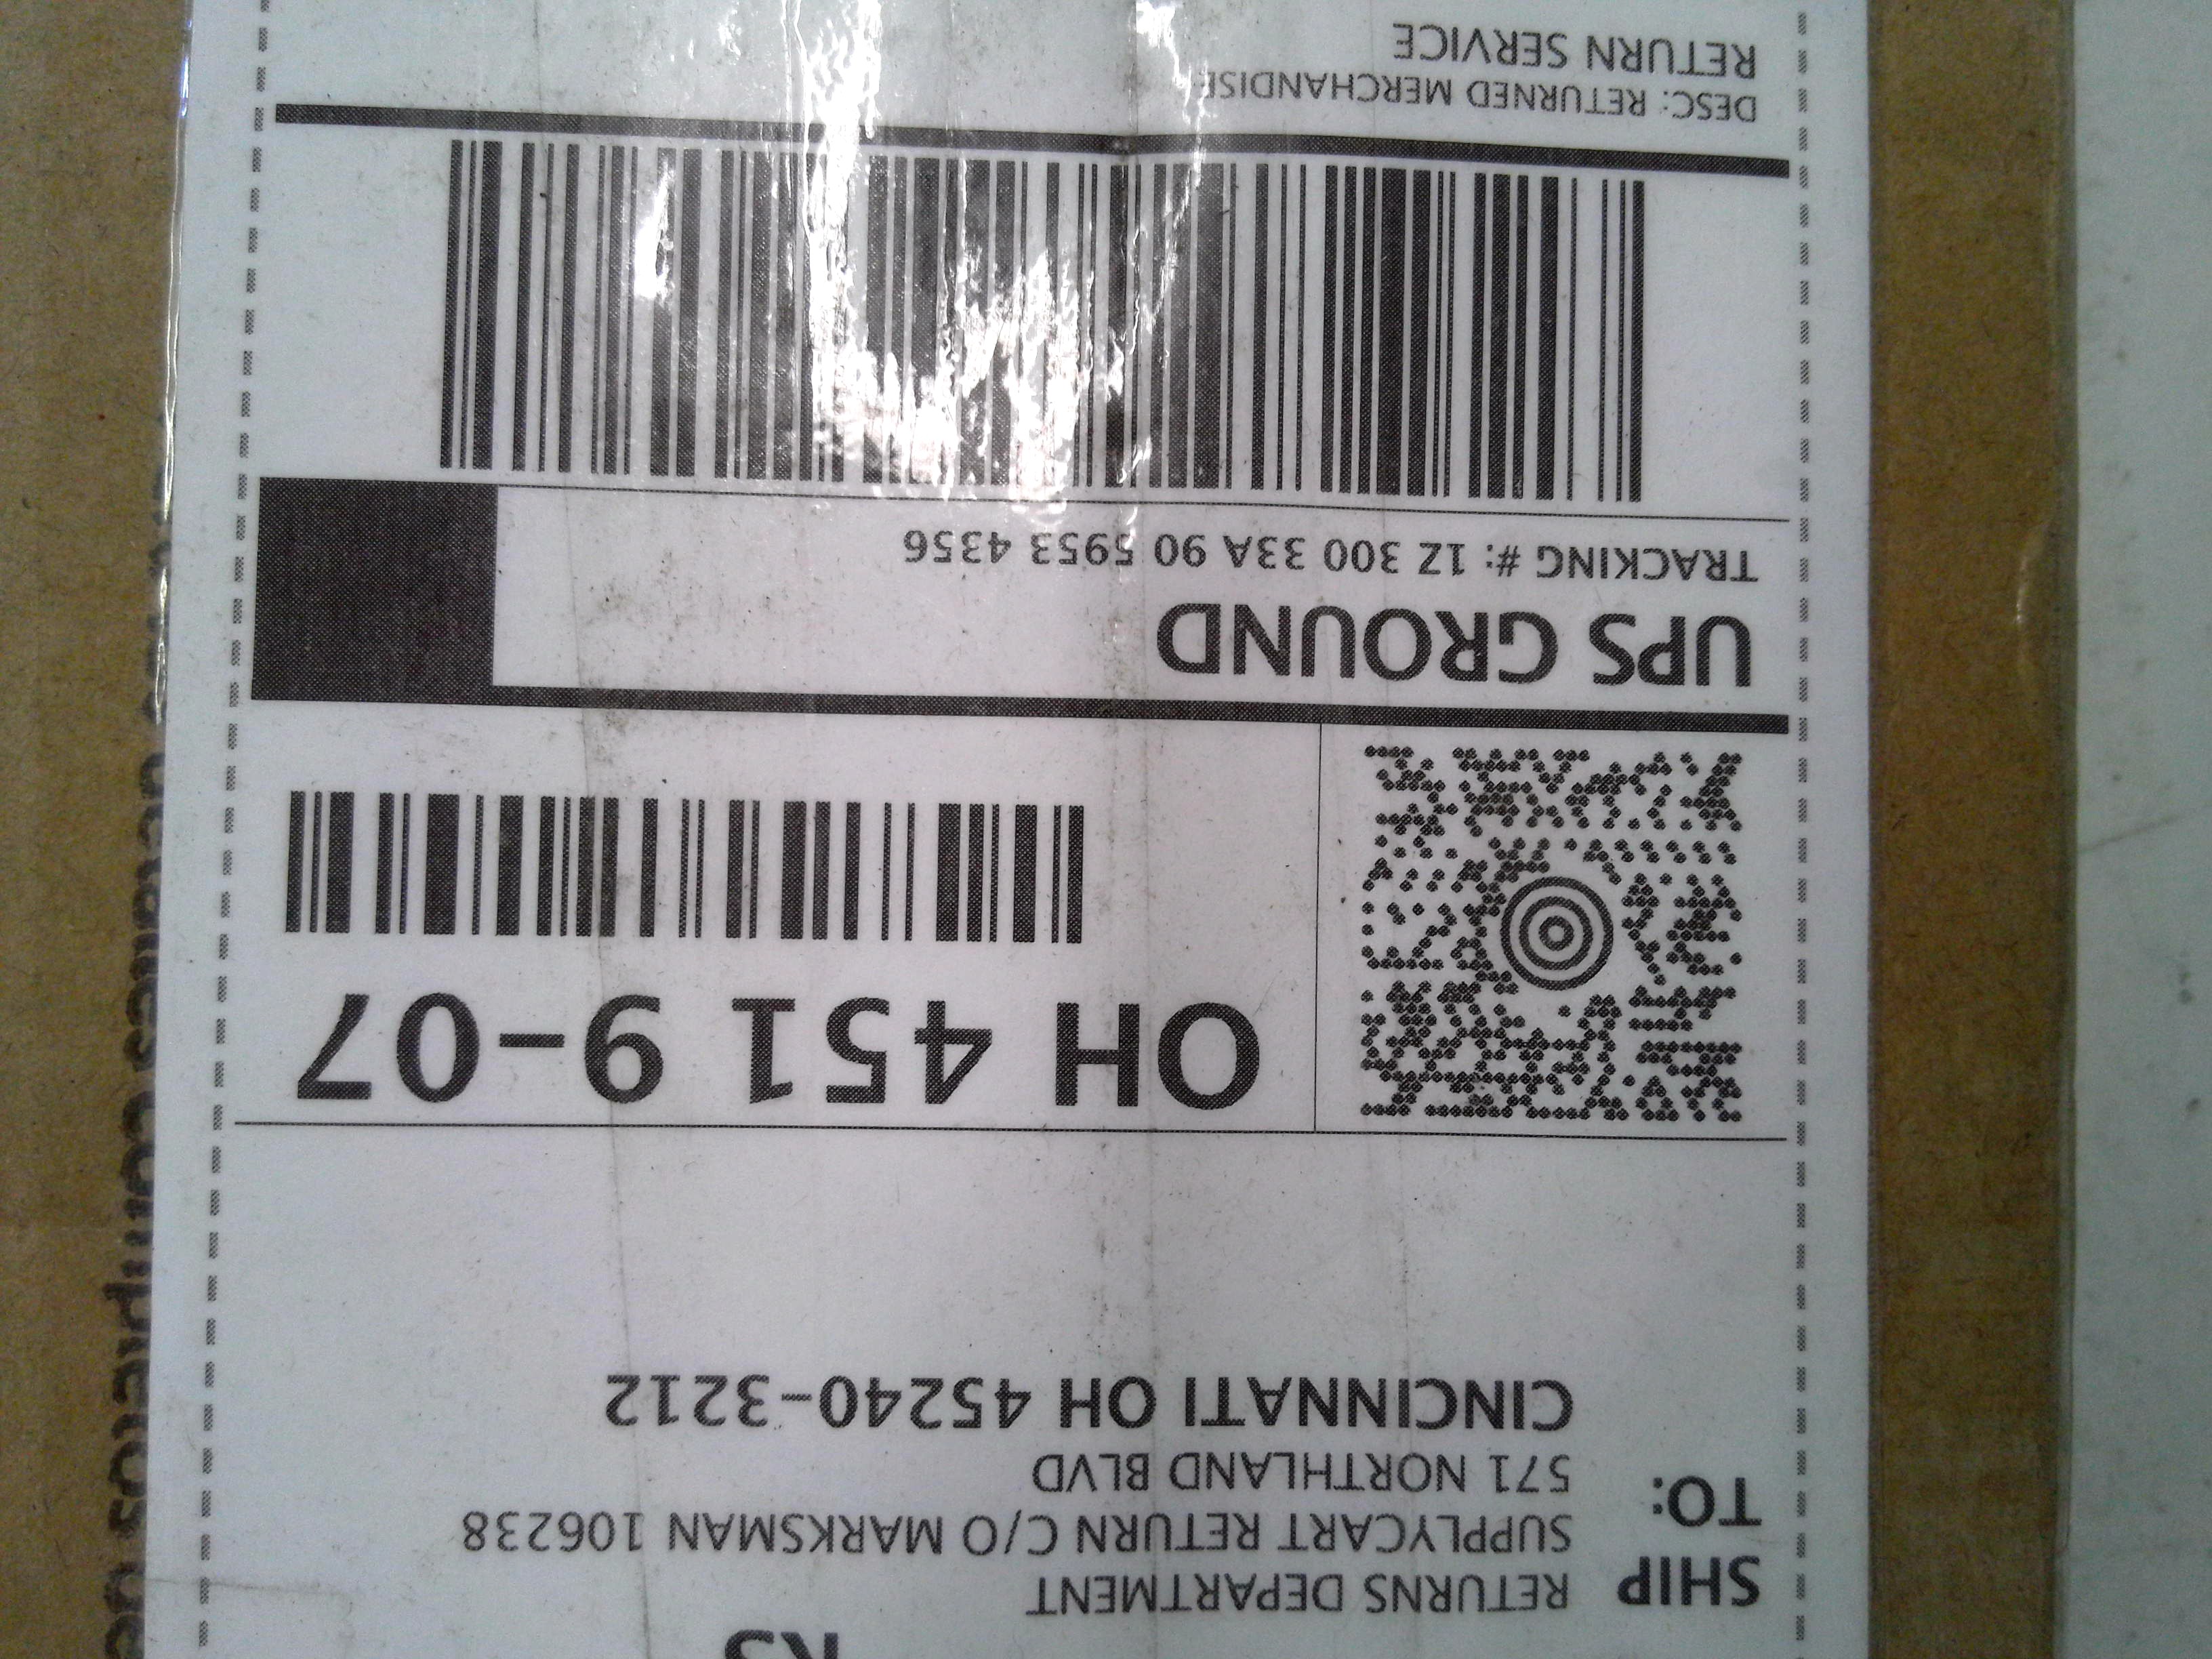 RS
SHIP TO:
RETURNS DEPARTMENT
SUPPLYCART RETURN C/O MARKSMAN 106238
571 NORTHLAND BLVD
CINCINNATI OH 45240-3212
OH 451 9-07
UPS GROUND
TRACKING #: 1Z 300 33A 90 5953 4356
DESC: RETURNED MERCHANDISE
RETURN SERVICE